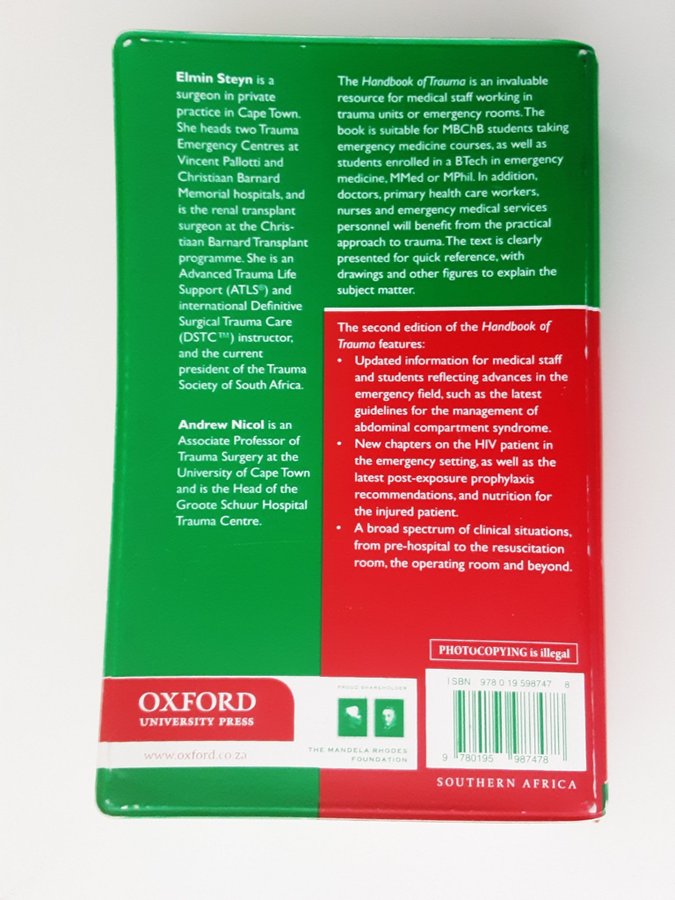 Elmin Steyn is a
surgeon in private
practice in Cape Town.
She heads two Trauma
Emergency Centres at
Vincent Pallotti and
Christiaan Barnard
Memorial hospitals, and
is the renal transplant
surgeon at the Chris-
tiaan Barnard Transplant
programme. She is an
Advanced Trauma Life
Support (ATLS®) and
international Definitive
Surgical Trauma Care
(DSTC™) instructor,
and the current
president of the Trauma
Society of South Africa.
Andrew Nicol is an
Associate Professor of
Trauma Surgery at the
University of Cape Town
and is the Head of the
Groote Schuur Hospital
Trauma Centre.
The Handbook of Trauma is an invaluable
resource for medical staff working in
trauma units or emergency rooms. The
book is suitable for MBChB students taking
emergency medicine courses, as well as
students enrolled in a BTech in emergency
medicine, MMed or MPhil. In addition,
doctors, primary health care workers,
nurses and emergency medical services
personnel will benefit from the practical
approach to trauma. The text is clearly
presented for quick reference, with
drawings and other figures to explain the
subject matter.
The second edition of the Handbook of
Trauma features:
• Updated information for medical staff
and students reflecting advances in the
emergency field, such as the latest
guidelines for the management of
abdominal compartment syndrome.
• New chapters on the HIV patient in
the emergency setting, as well as the
latest post-exposure prophylaxis
recommendations, and nutrition for
the injured patient.
• A broad spectrum of clinical situations,
from pre-hospital to the resuscitation
room, the operating room and beyond.
PHOTOCOPYING is illegal
OXFORD
UNIVERSITY PRESS
www.oxford.co.za
PROUD SHAREHOLDER
THE MANDELA RHODES
FOUNDATION
ISBN 978 0 19 598747 8
9 780195 987478
SOUTHERN AFRICA